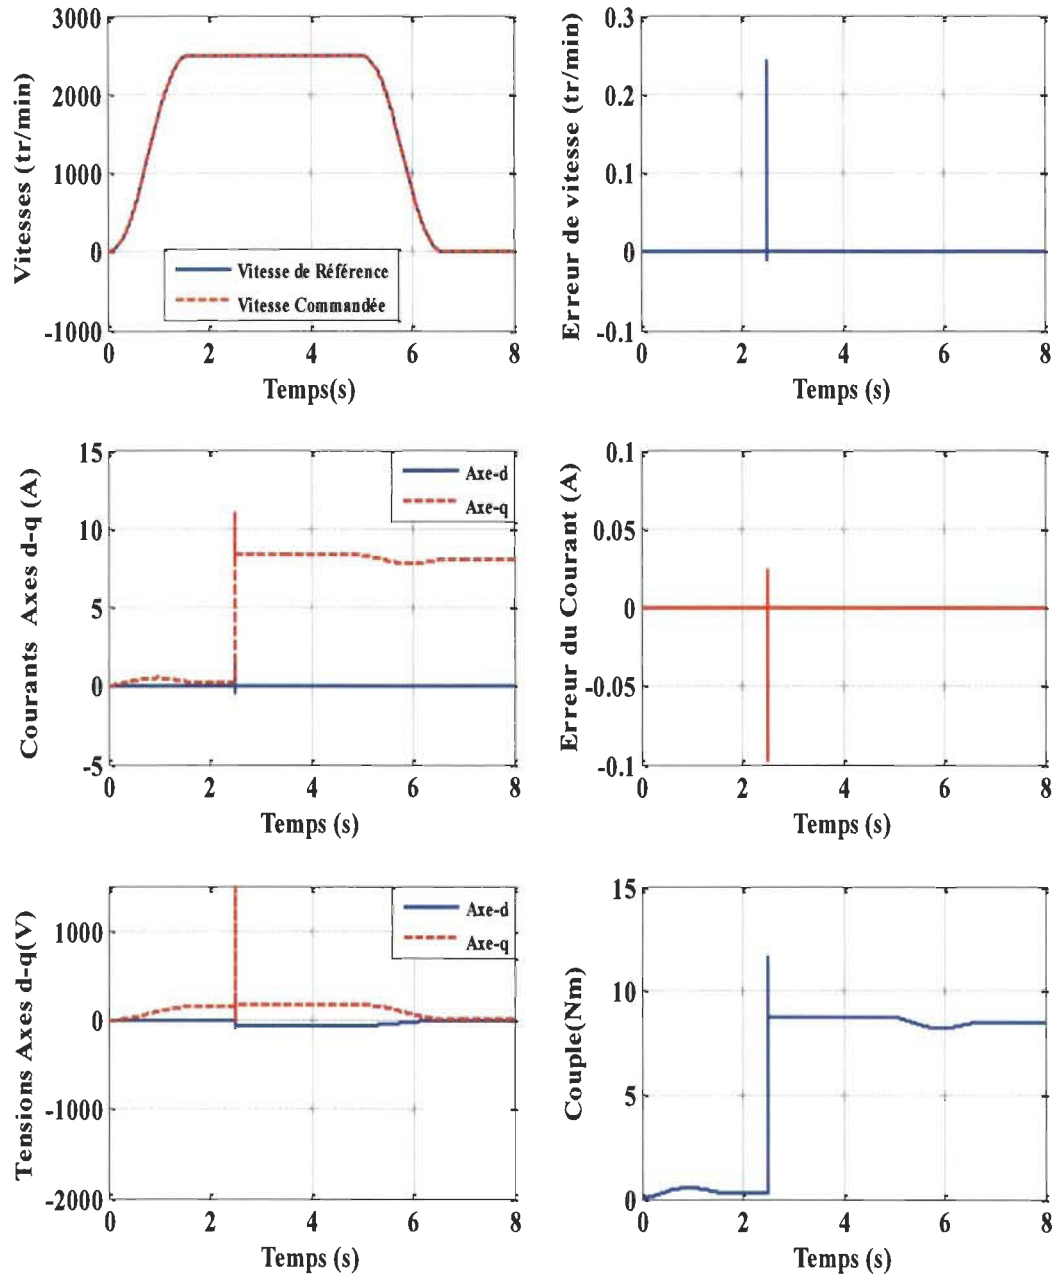 Vitesses (tr/min)
3000
2000
1000
0
-1000
Vitesse de Référence
Vitesse Commandée
0 2 4 6 8
Temps(s)
Erreur de vitesse (tr/min)
0.3
0.2
0.1
0
-0.1
0 2 4 6 8
Temps (s)
Courants Axes d-q (A)
15
10
5
0
-5
Axe-d
Axe-q
0 2 4 6 8
Temps (s)
Erreur du Courant (A)
0.1
0.05
0
-0.05
-0.1
0 2 4 6 8
Temps (s)
Tensions Axes d-q(V)
1000
0
-1000
-2000
Axe-d
Axe-q
0 2 4 6 8
Temps (s)
Couple(Nm)
15
10
5
0
0 2 4 6 8
Temps (s)